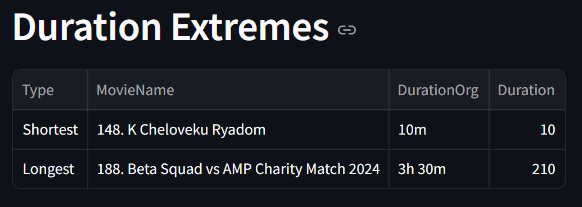 Duration Extremes
Type MovieName DurationOrg Duration
Shortest 148. K Cheloveku Ryadom 10m 10
Longest 188. Beta Squad vs AMP Charity Match 2024 3h 30m 210